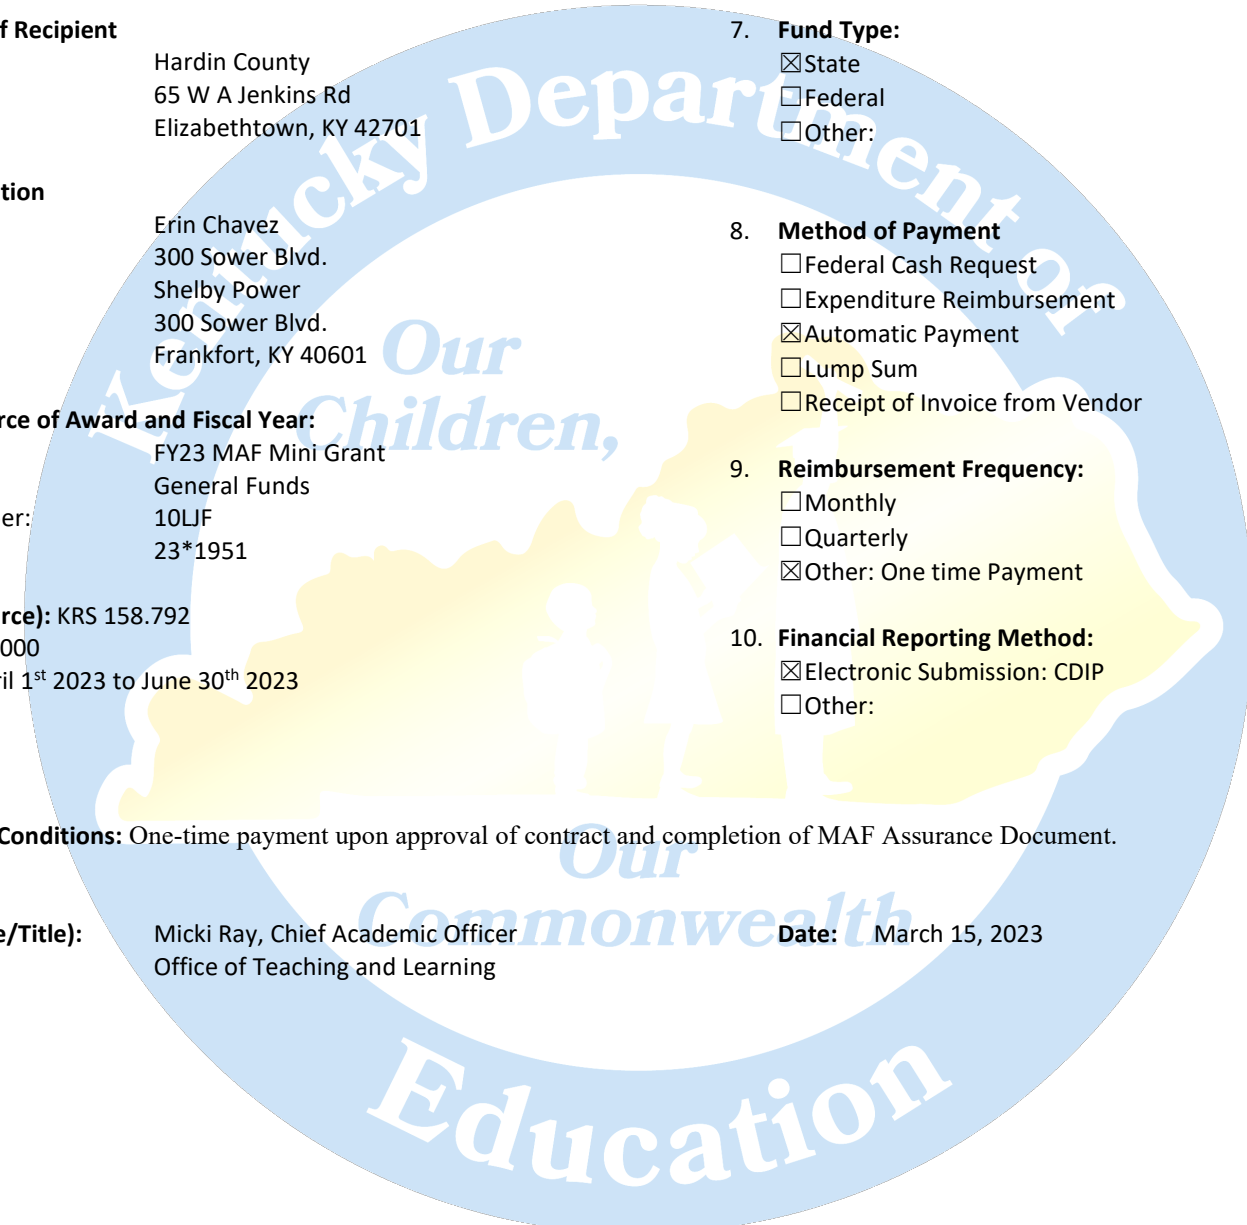 f Recipient
Hardin County
65 W A Jenkins Rd
Elizabethtown, KY 42701
tion
Erin Chavez
300 Sower Blvd.
Shelby Power
300 Sower Blvd.
Frankfort, KY 40601
rce of Award and Fiscal Year:
FY23 MAF Mini Grant
General Funds
er: 10LJF
23*1951
rce): KRS 158.792
000
ril 1st 2023 to June 30th 2023
7. Fund Type:
☒State
☐Federal
☐Other:
8. Method of Payment
☐Federal Cash Request
☐Expenditure Reimbursement
☒Automatic Payment
☐Lump Sum
☐Receipt of Invoice from Vendor
9. Reimbursement Frequency:
☐Monthly
☐Quarterly
☒Other: One time Payment
10. Financial Reporting Method:
☒Electronic Submission: CDIP
☐Other:
Conditions: One-time payment upon approval of contract and completion of MAF Assurance Document.
e/Title): Micki Ray, Chief Academic Officer Date: March 15, 2023
Office of Teaching and Learning
Kentucky Department of
Education
Our
Children,
Our
Commonwealth